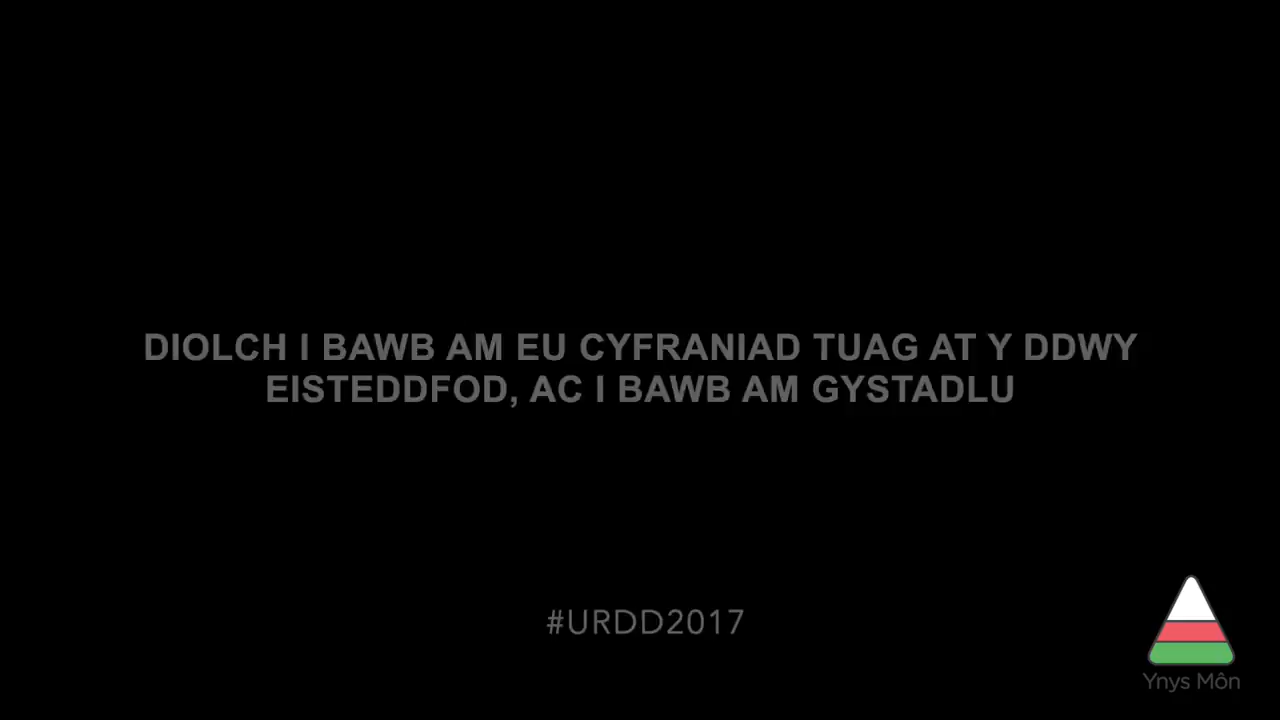 DIOLCH I BAWB AM EU CYFRANIAD TUAG AT Y DDWY
EISTEDDFOD, AC I BAWB AM GYSTADLU
#URDD2017
Ynys Môn